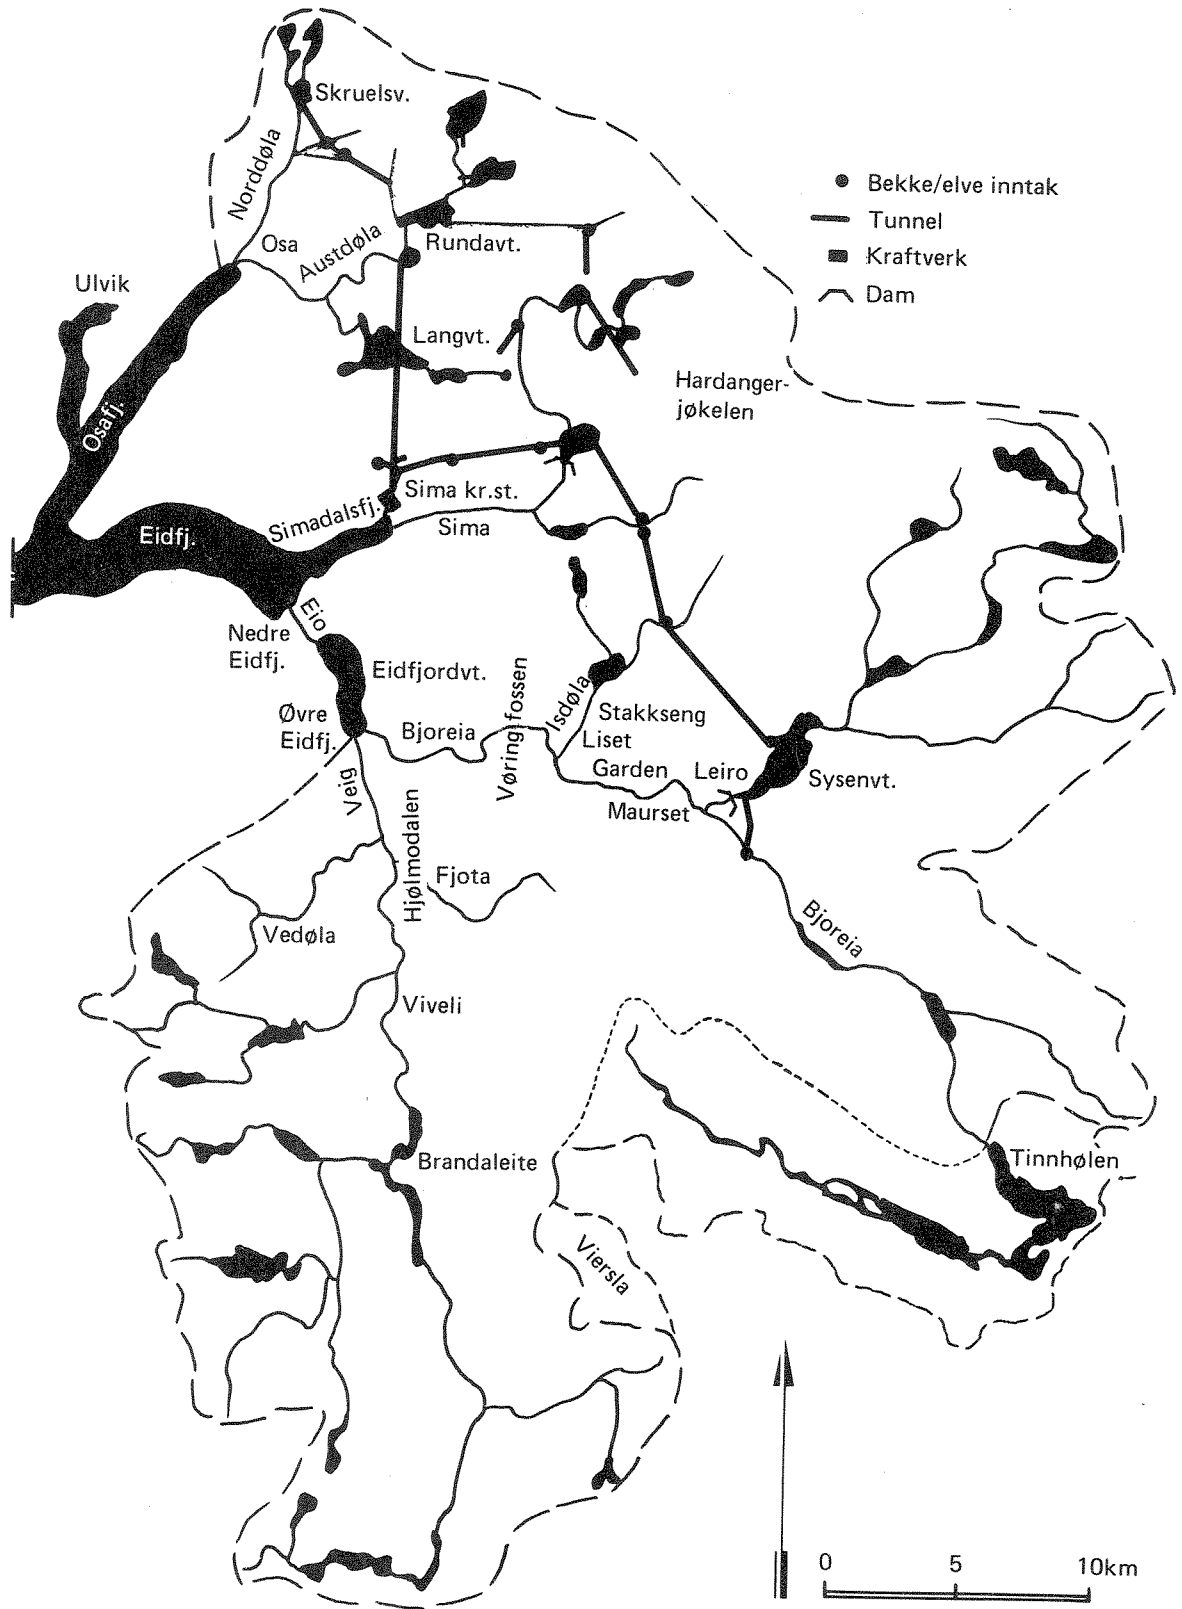 Skruelsv.
Norddøla
Bekke/elve inntak
Tunnel
Kraftverk
Dam
Osa
Austdøla
Rundavt.
Ulvik
Langvt.
Hardanger-
jøkelen
Osafj.
Sima kr.st.
Simadalsfj.
Sima
Eidfj.
Eio
Nedre
Eidfj.
Eidfjordvt.
Øvre
Eidfj.
Bjoreia
Vøringsfossen
Isdøla
Stakkseng
Liset
Garden
Leiro
Sysenvt.
Maurset
Veig
Hjølmodalen
Fjota
Vedøla
Bjoreia
Viveli
Brandaleite
Tinnhølen
Viersla
0 5 10km